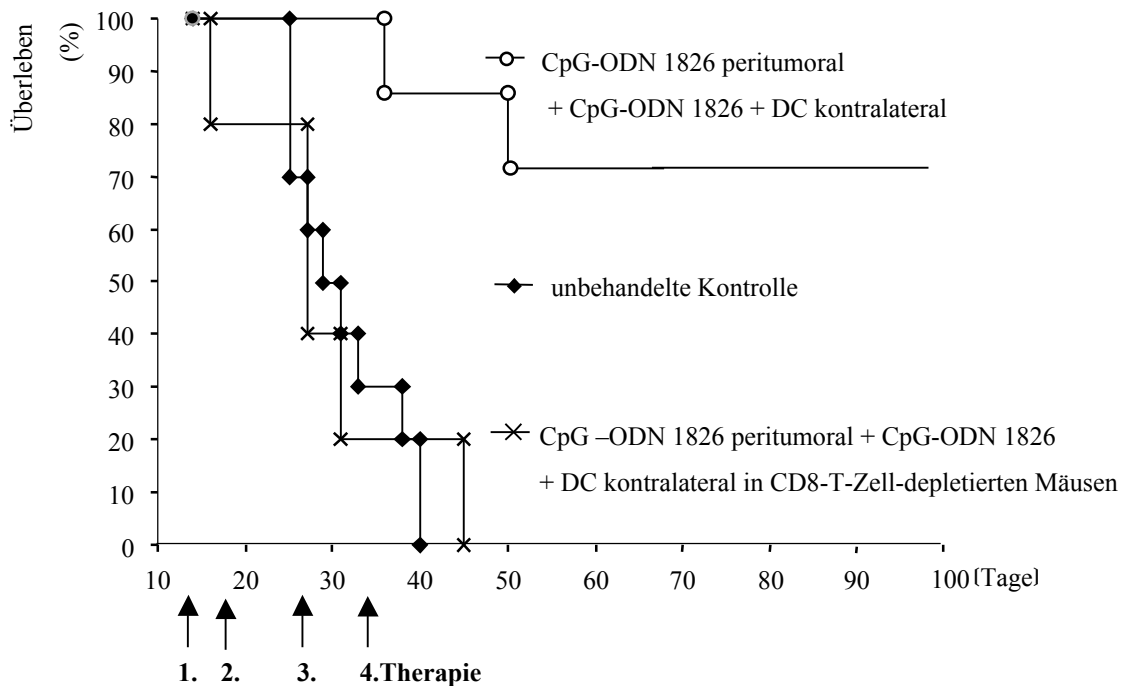 Überleben
(%)
100
90
80
70
60
50
40
30
20
10
0
CpG-ODN 1826 peritumoral
+ CpG-ODN 1826 + DC kontralateral
unbehandelte Kontrolle
CpG –ODN 1826 peritumoral + CpG-ODN 1826
+ DC kontralateral in CD8-T-Zell-depletierten Mäusen
10 20 30 40 50 60 70 80 90 100 [Tage]
1. 2. 3. 4.Therapie